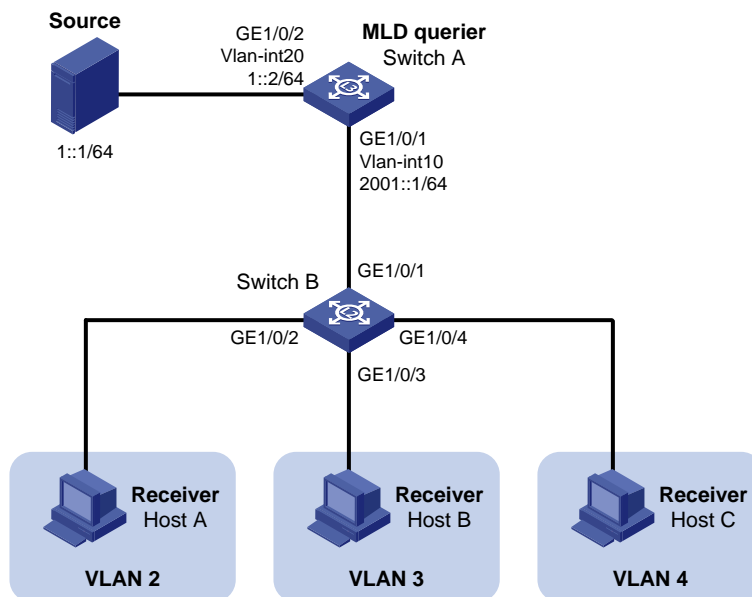 Source
1::1/64
GE1/0/2
Vlan-int20
1::2/64
MLD querier
Switch A
L3
GE1/0/1
Vlan-int10
2001::1/64
Switch B
GE1/0/1
L2
GE1/0/2
GE1/0/4
GE1/0/3
Receiver
Host A
VLAN 2
Receiver
Host B
VLAN 3
Receiver
Host C
VLAN 4